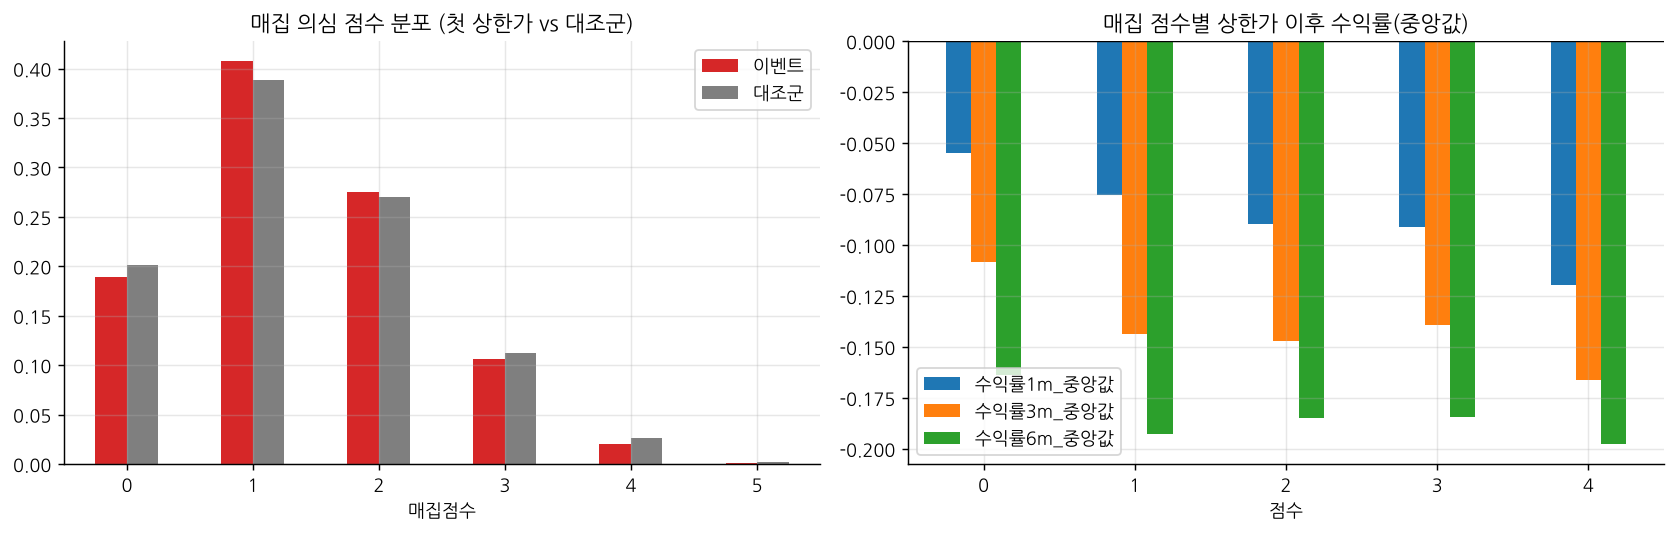 매집 의심 점수 분포 (첫 상한가 vs 대조군)
0.40
0.35
0.30
0.25
0.20
0.15
0.10
0.05
0.00
이벤트
대조군
0 1 2 3 4 5
매집점수
매집 점수별 상한가 이후 수익률(중앙값)
0.000
-0.025
-0.050
-0.075
-0.100
-0.125
-0.150
-0.175
-0.200
수익률1m_중앙값
수익률3m_중앙값
수익률6m_중앙값
0 1 2 3 4
점수